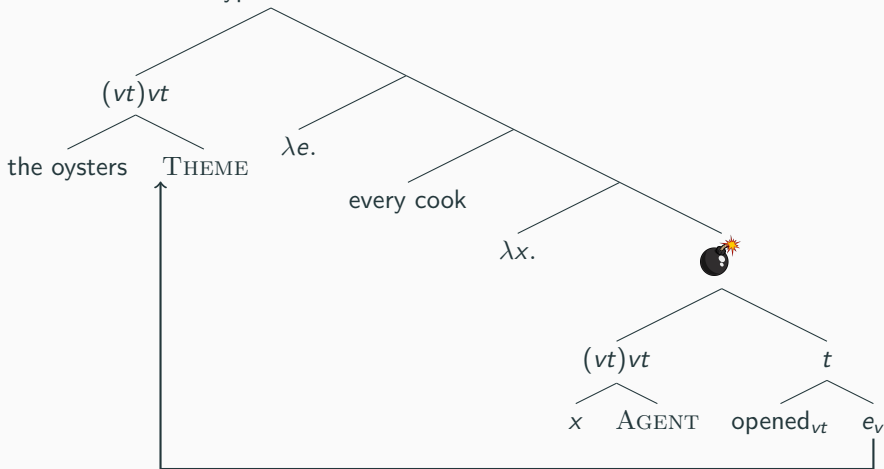 (vt)vt
the oysters THEME
λe.
every cook
λx.
(vt)vt t
x AGENT opened_vt e_v